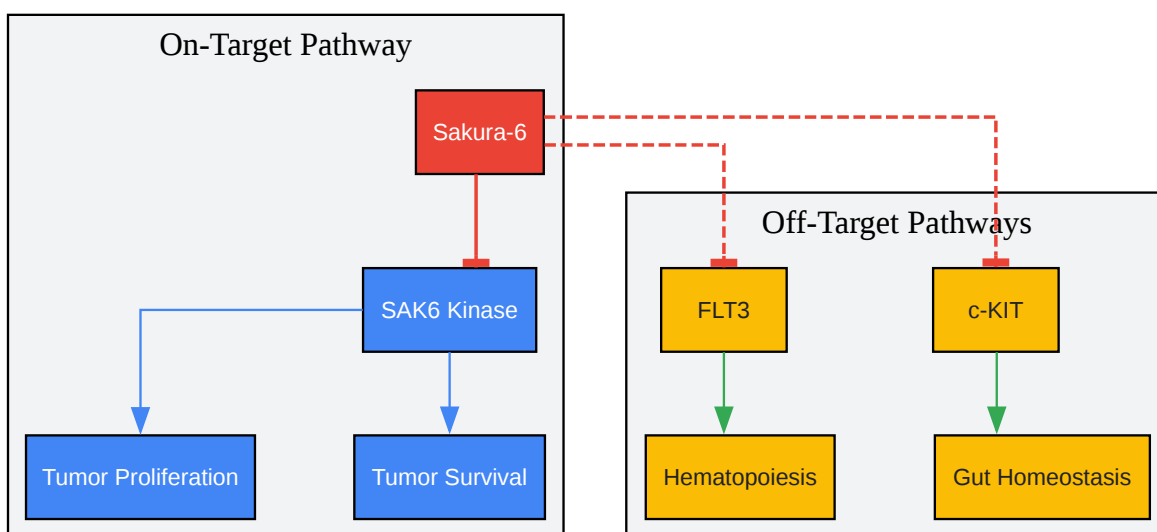 On-Target Pathway
Sakura-6
SAK6 Kinase
Tumor Proliferation
Tumor Survival
Off-Target Pathways
FLT3
c-KIT
Hematopoiesis
Gut Homeostasis